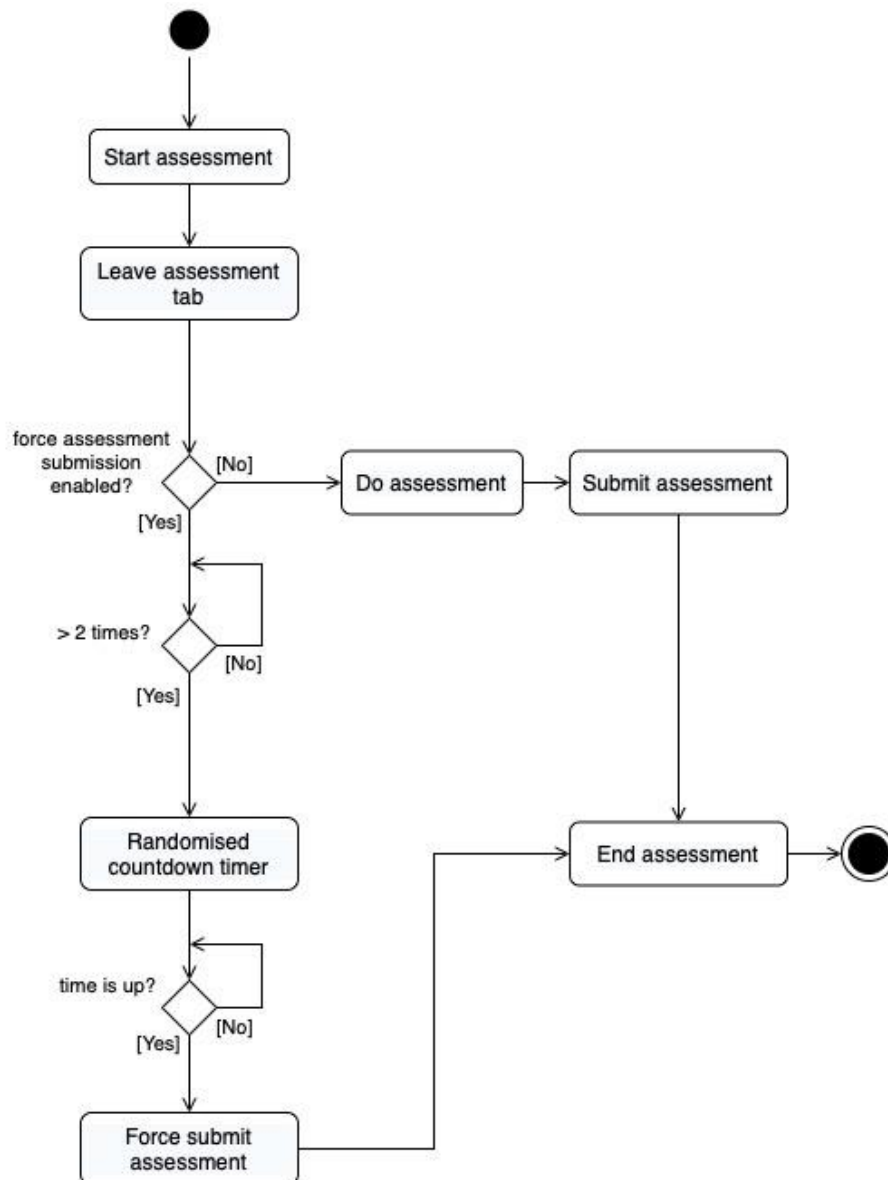 Start assessment
Leave assessment
tab
force assessment
submission
enabled?
[No]
Do assessment
Submit assessment
[Yes]
> 2 times?
[No]
[Yes]
Randomised
countdown timer
End assessment
time is up?
[No]
[Yes]
Force submit
assessment